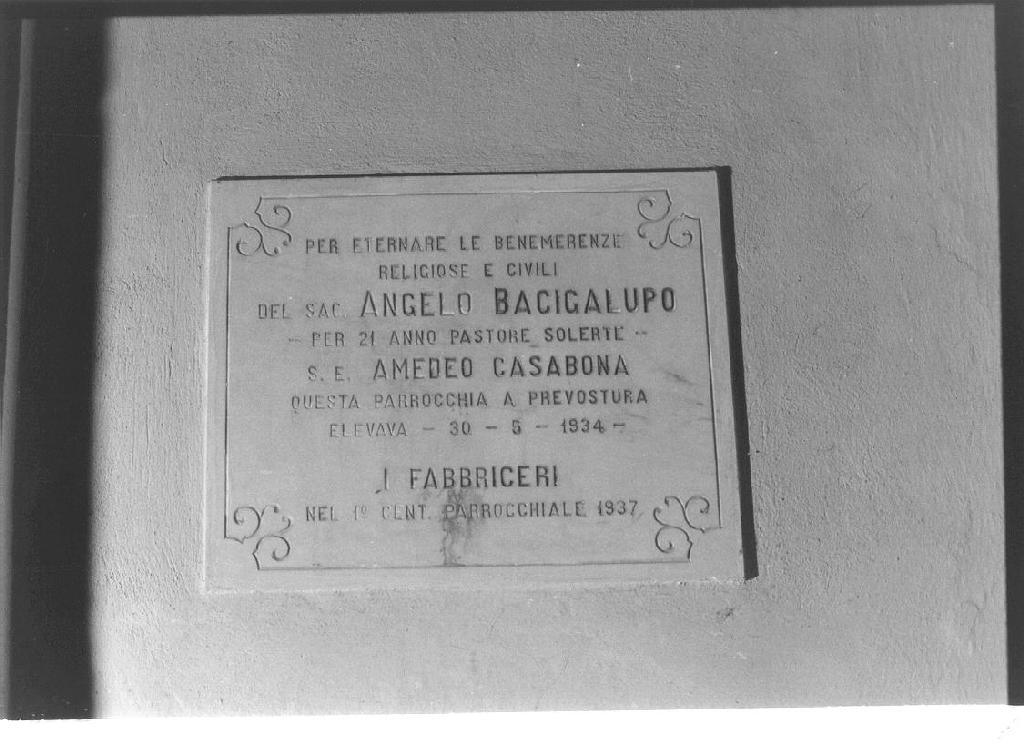 PER ETERNARE LE BENEMERENZE
RELIGIOSE E CIVILI
DEL SAC. ANGELO BACIGALUPO
- PER 21 ANNO PASTORE SOLERTE -
S. E. AMEDEO CASABONA
QUESTA PARROCCHIA A PREVOSTURA
ELEVAVA - 30 - 5 - 1934 -
I FABBRICERI
NEL 1º CENT. PARROCCHIALE 1937